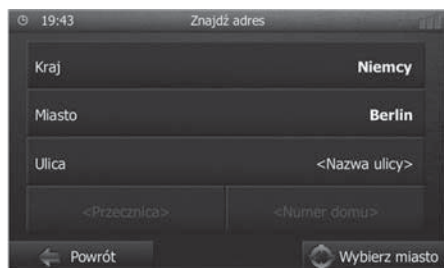 19:43 Znajdź adres
Kraj Niemcy
Miasto Berlin
Ulica <Nazwa ulicy>
<Przecznica> <Numer domu>
Powrót Wybierz miasto